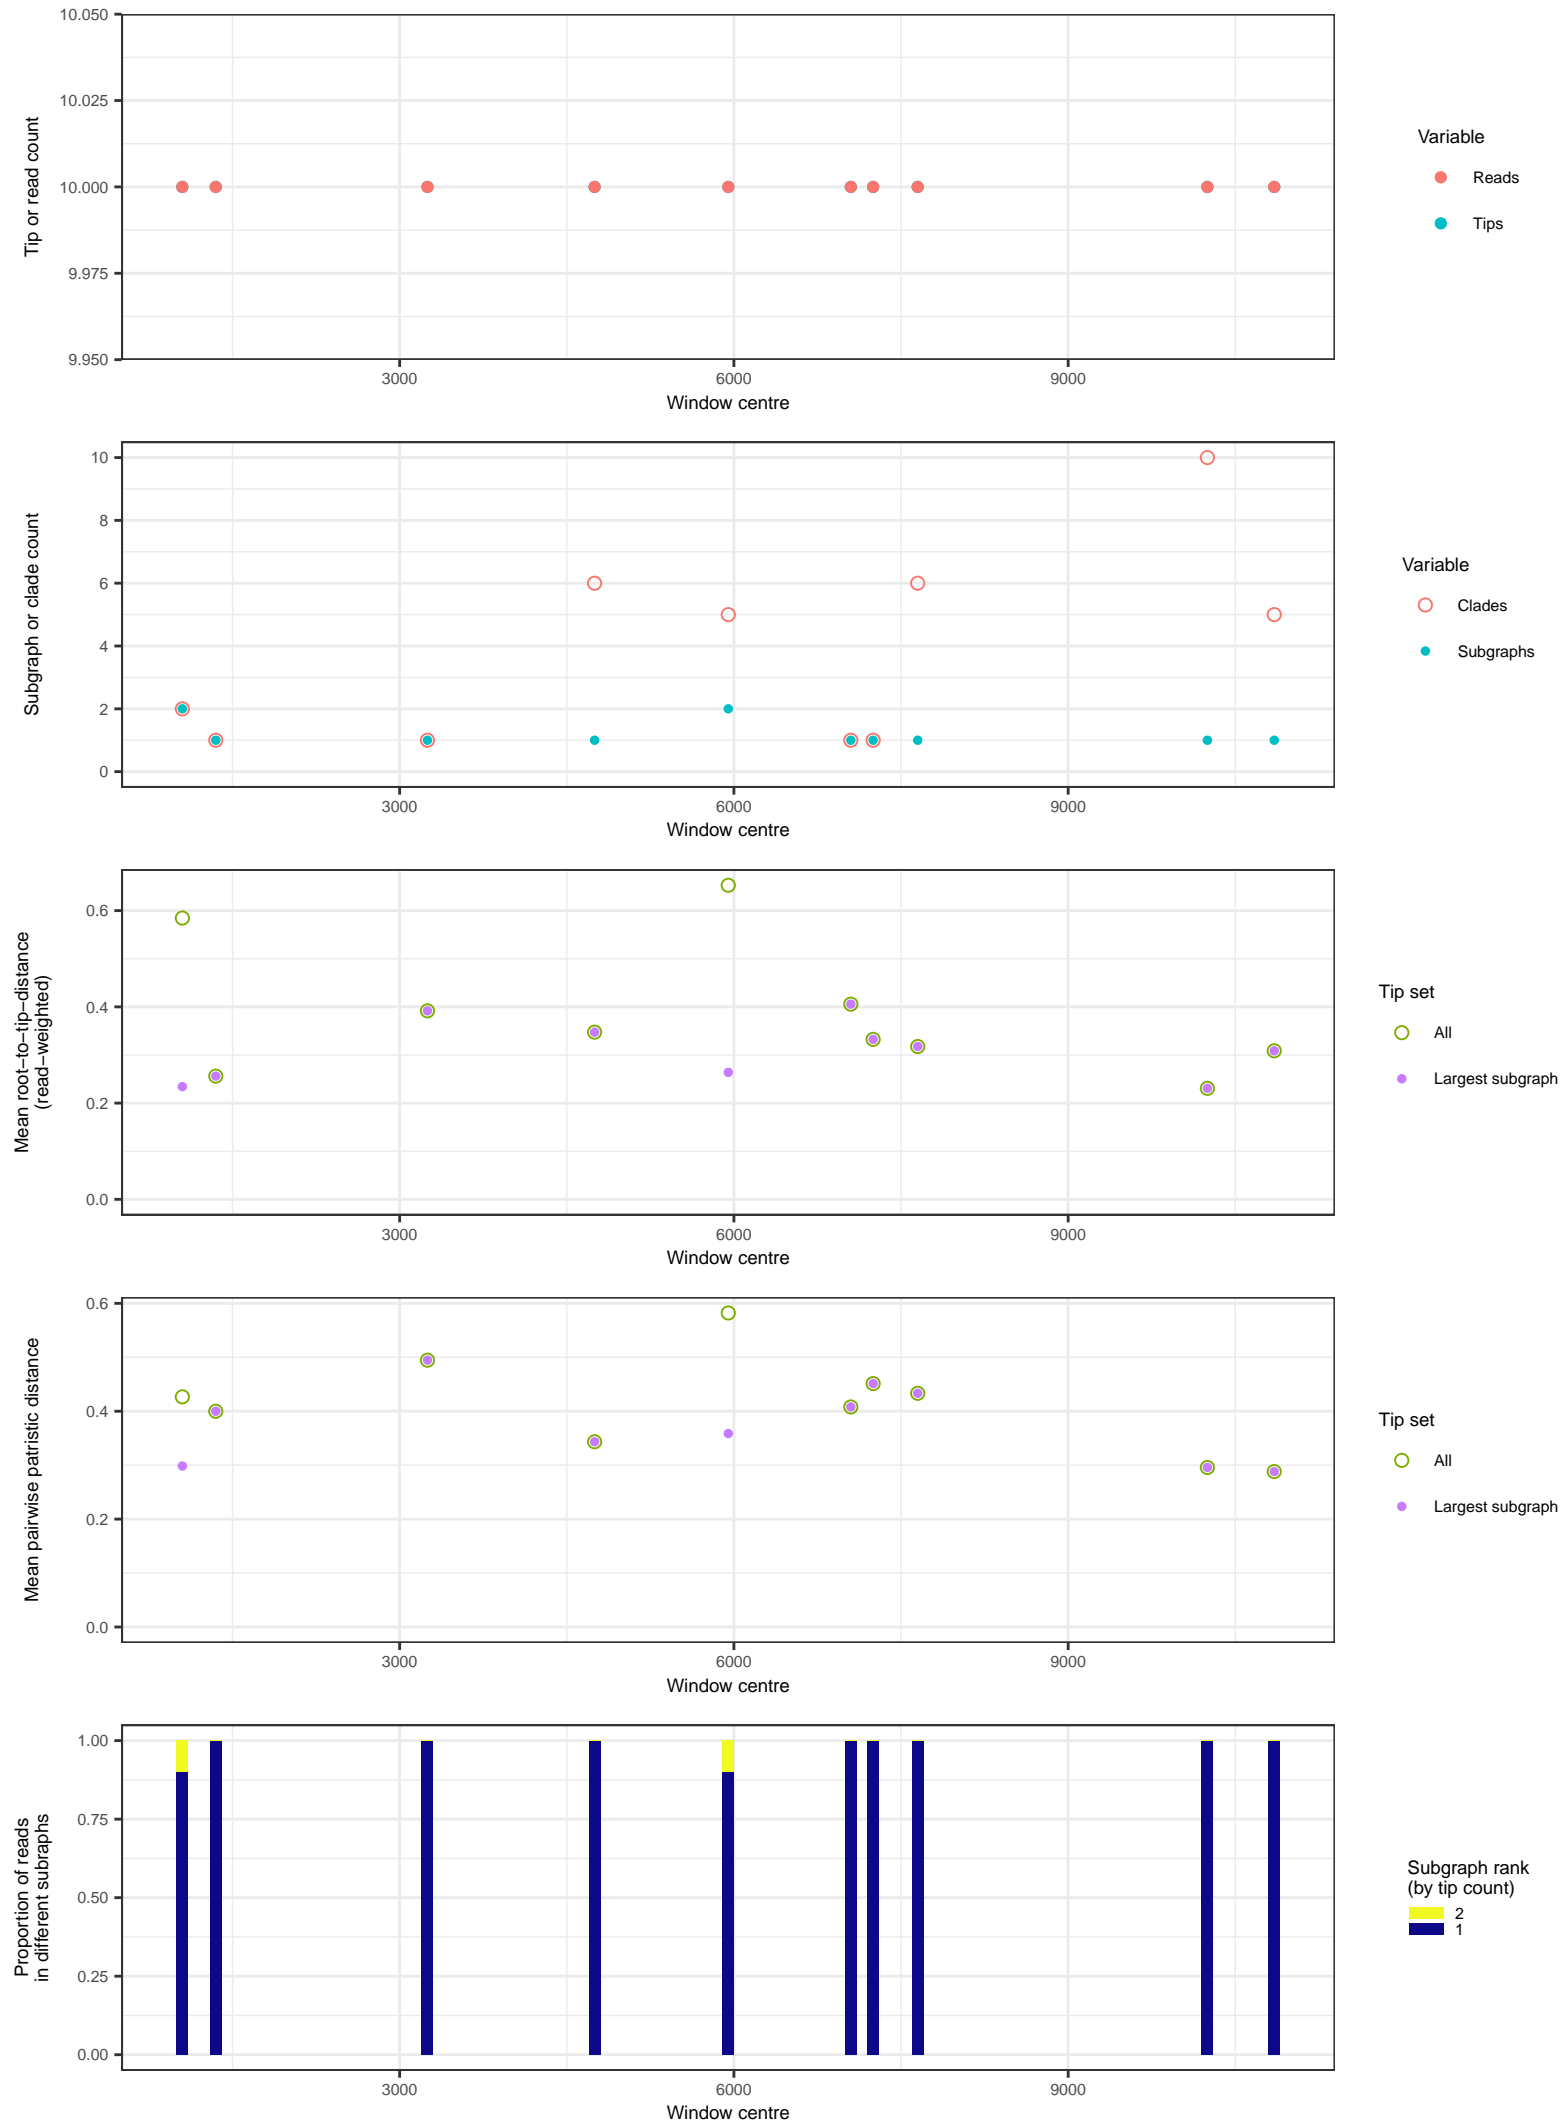 10.050
10.025
10.000
9.975
9.950
Tip or read count
3000 6000 9000
Window centre
Variable
Reads
Tips
10
8
6
4
2
0
Subgraph or clade count
3000 6000 9000
Window centre
Variable
Clades
Subgraphs
0.6
0.4
0.2
0.0
Mean root−to−tip−distance
(read−weighted)
3000 6000 9000
Window centre
Tip set
All
Largest subgraph
0.6
0.4
0.2
0.0
Mean pairwise patristic distance
3000 6000 9000
Window centre
Tip set
All
Largest subgraph
1.00
0.75
0.50
0.25
0.00
Proportion of reads
in different subraphs
3000 6000 9000
Window centre
Subgraph rank
(by tip count)
2
1